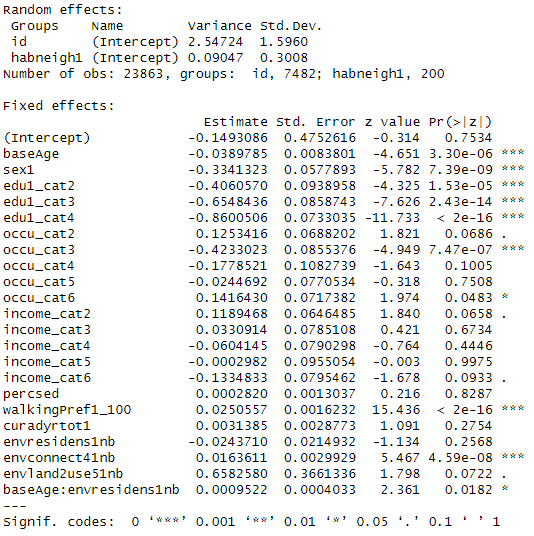 Random effects:
Groups Name Variance Std.Dev.
id (Intercept) 2.54724 1.5960
habneigh1 (Intercept) 0.09047 0.3008
Number of obs: 23863, groups: id, 7482; habneigh1, 200
Fixed effects:
Estimate Std. Error z value Pr(>|z|)
(Intercept) -0.1493086 0.4752616 -0.314 0.7534
baseAge -0.0389785 0.0083801 -4.651 3.30e-06 ***
sex1 -0.3341323 0.0577893 -5.782 7.39e-09 ***
edu1_cat2 -0.4060570 0.0938958 -4.325 1.53e-05 ***
edu1_cat3 -0.6548436 0.0858743 -7.626 2.43e-14 ***
edu1_cat4 -0.8600506 0.0733035 -11.733 < 2e-16 ***
occu_cat2 0.1253416 0.0688202 1.821 0.0686 .
occu_cat3 -0.4233023 0.0855376 -4.949 7.47e-07 ***
occu_cat4 -0.1778521 0.1082739 -1.643 0.1005
occu_cat5 -0.0244692 0.0770534 -0.318 0.7508
occu_cat6 0.1416430 0.0717382 1.974 0.0483 *
income_cat2 0.1189468 0.0646485 1.840 0.0658 .
income_cat3 0.0330914 0.0785108 0.421 0.6734
income_cat4 -0.0604145 0.0790298 -0.764 0.4446
income_cat5 -0.0002982 0.0955054 -0.003 0.9975
income_cat6 -0.1334833 0.0795462 -1.678 0.0933 .
percsed 0.0002820 0.0013037 0.216 0.8287
walkingPref1_100 0.0250557 0.0016232 15.436 < 2e-16 ***
curadyrtot1 0.0031385 0.0028773 1.091 0.2754
envresidens1nb -0.0243710 0.0214932 -1.134 0.2568
envconnect41nb 0.0163611 0.0029929 5.467 4.59e-08 ***
envland2use51nb 0.6582580 0.3661336 1.798 0.0722 .
baseAge:envresidens1nb 0.0009522 0.0004033 2.361 0.0182 *
---
Signif. codes: 0 ‘***’ 0.001 ‘**’ 0.01 ‘*’ 0.05 ‘.’ 0.1 ‘ ’ 1